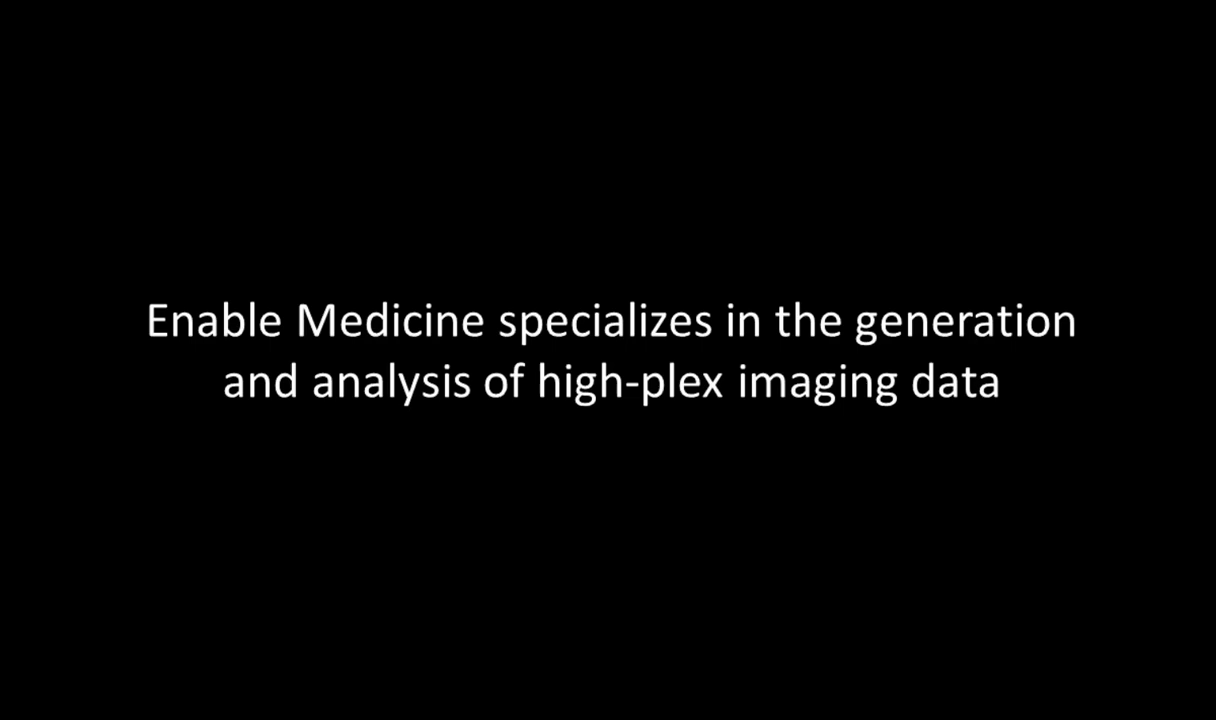 Enable Medicine specializes in the generation
and analysis of high-plex imaging data